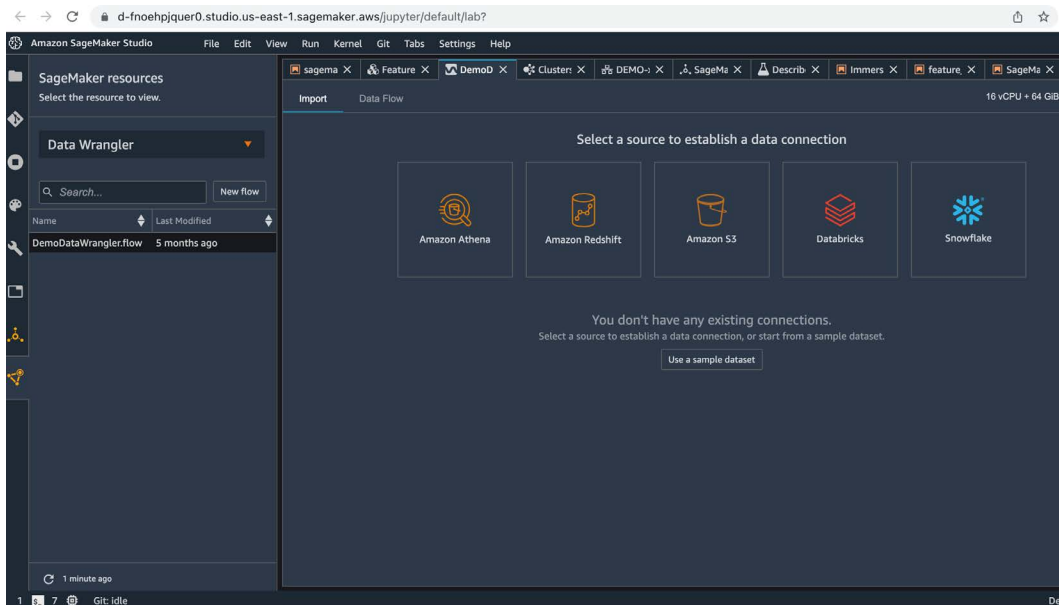 d-fnoehpjquer0.studio.us-east-1.sagemaker.aws/jupyter/default/lab?
Amazon SageMaker Studio File Edit View Run Kernel Git Tabs Settings Help
sagema Feature DemoD Cluster: DEMO-: SageMa Describ Immers feature_ SageMa
SageMaker resources
Select the resource to view.
Import Data Flow 16 vCPU + 64 GiB
Data Wrangler
Select a source to establish a data connection
Search... New flow
Name Last Modified
DemoDataWrangler.flow 5 months ago
Amazon Athena Amazon Redshift Amazon S3 Databricks Snowflake
You don't have any existing connections.
Select a source to establish a data connection, or start from a sample dataset.
Use a sample dataset
1 minute ago
1 7 Git: idle De